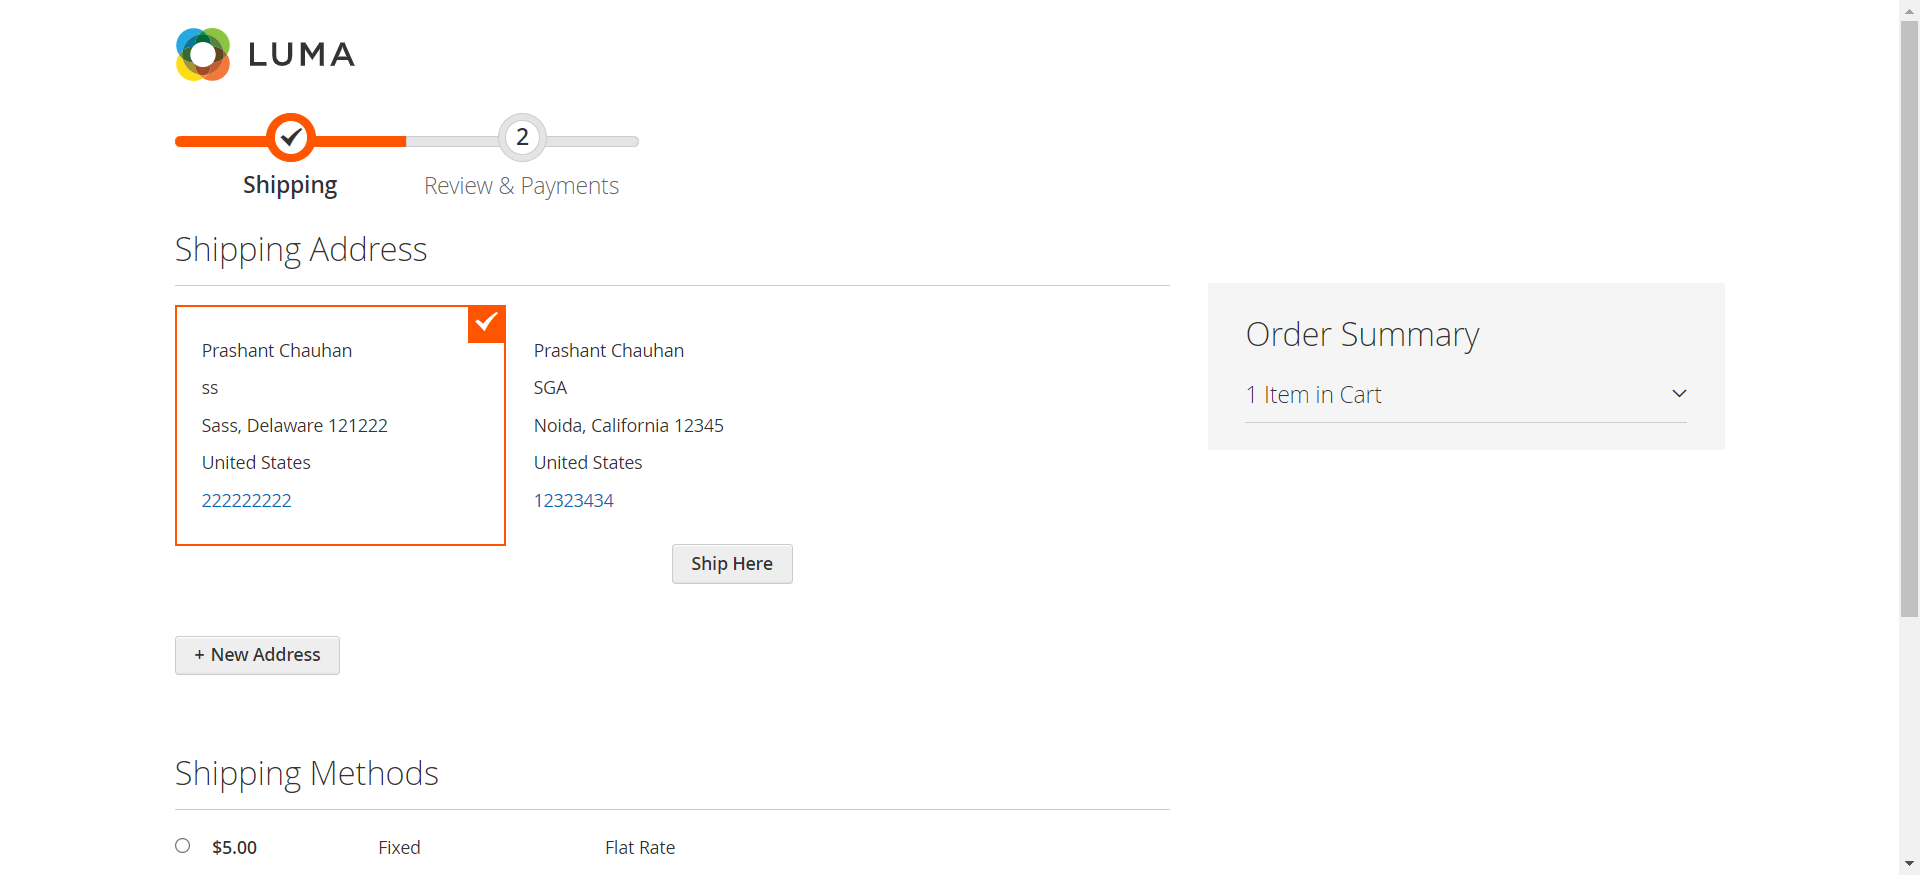 LUMA
2
Shipping
Review & Payments
Shipping Address
Prashant Chauhan
ss
Sass, Delaware 121222
United States
222222222
Prashant Chauhan
SGA
Noida, California 12345
United States
12323434
Ship Here
+ New Address
Order Summary
1 Item in Cart
Shipping Methods
$5.00 Fixed Flat Rate